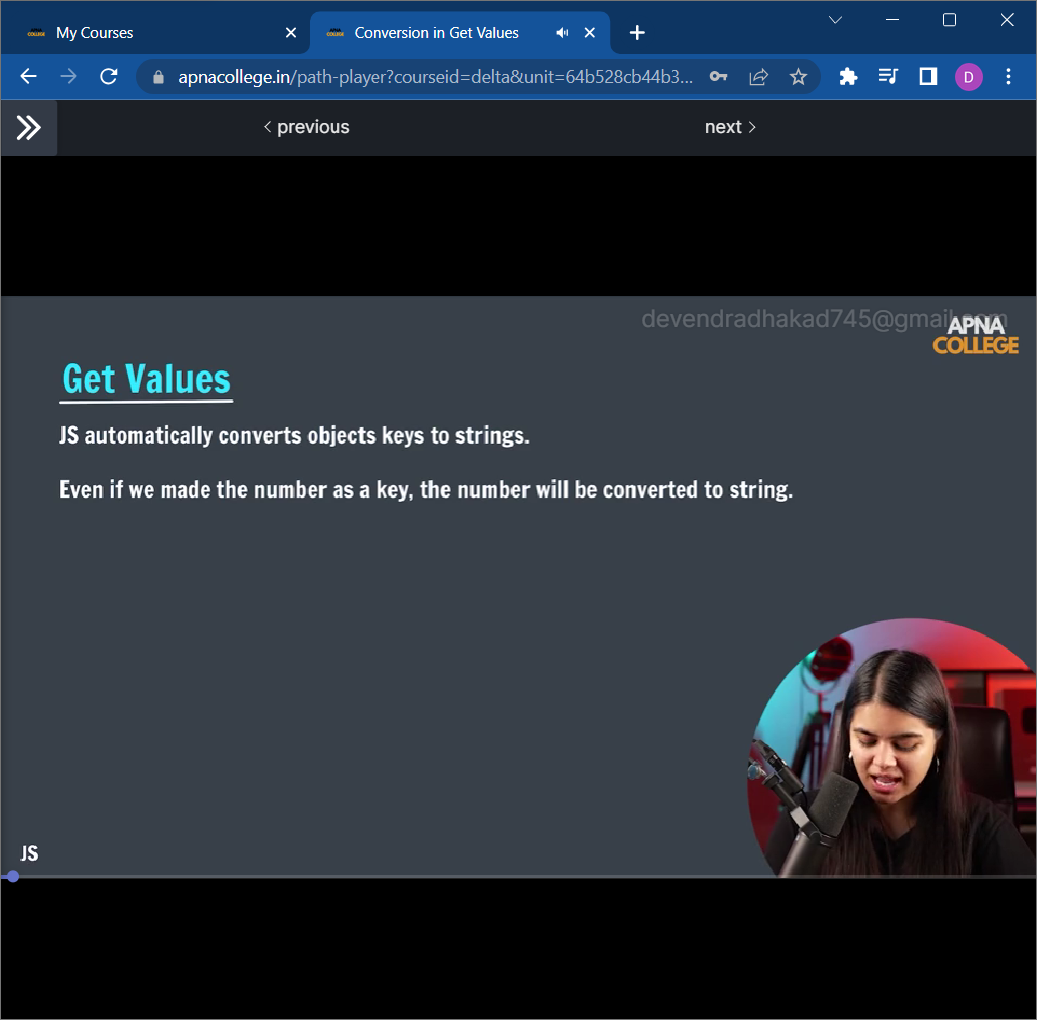 My Courses
Conversion in Get Values
apnacollege.in/path-player?courseid=delta&unit=64b528cb44b3...
D
previous
next
devendradhakad745@gmail.com
APNA
COLLEGE
Get Values
JS automatically converts objects keys to strings.
Even if we made the number as a key, the number will be converted to string.
JS